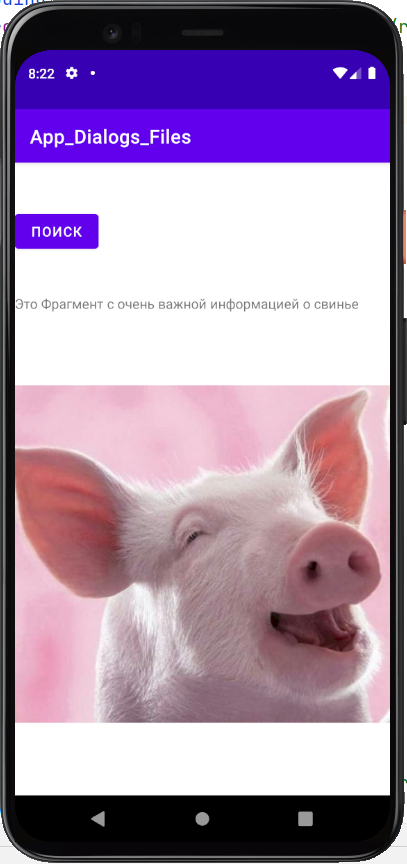 8:22
App_Dialogs_Files
ПОИСК
Это Фрагмент с очень важной информацией о свинье